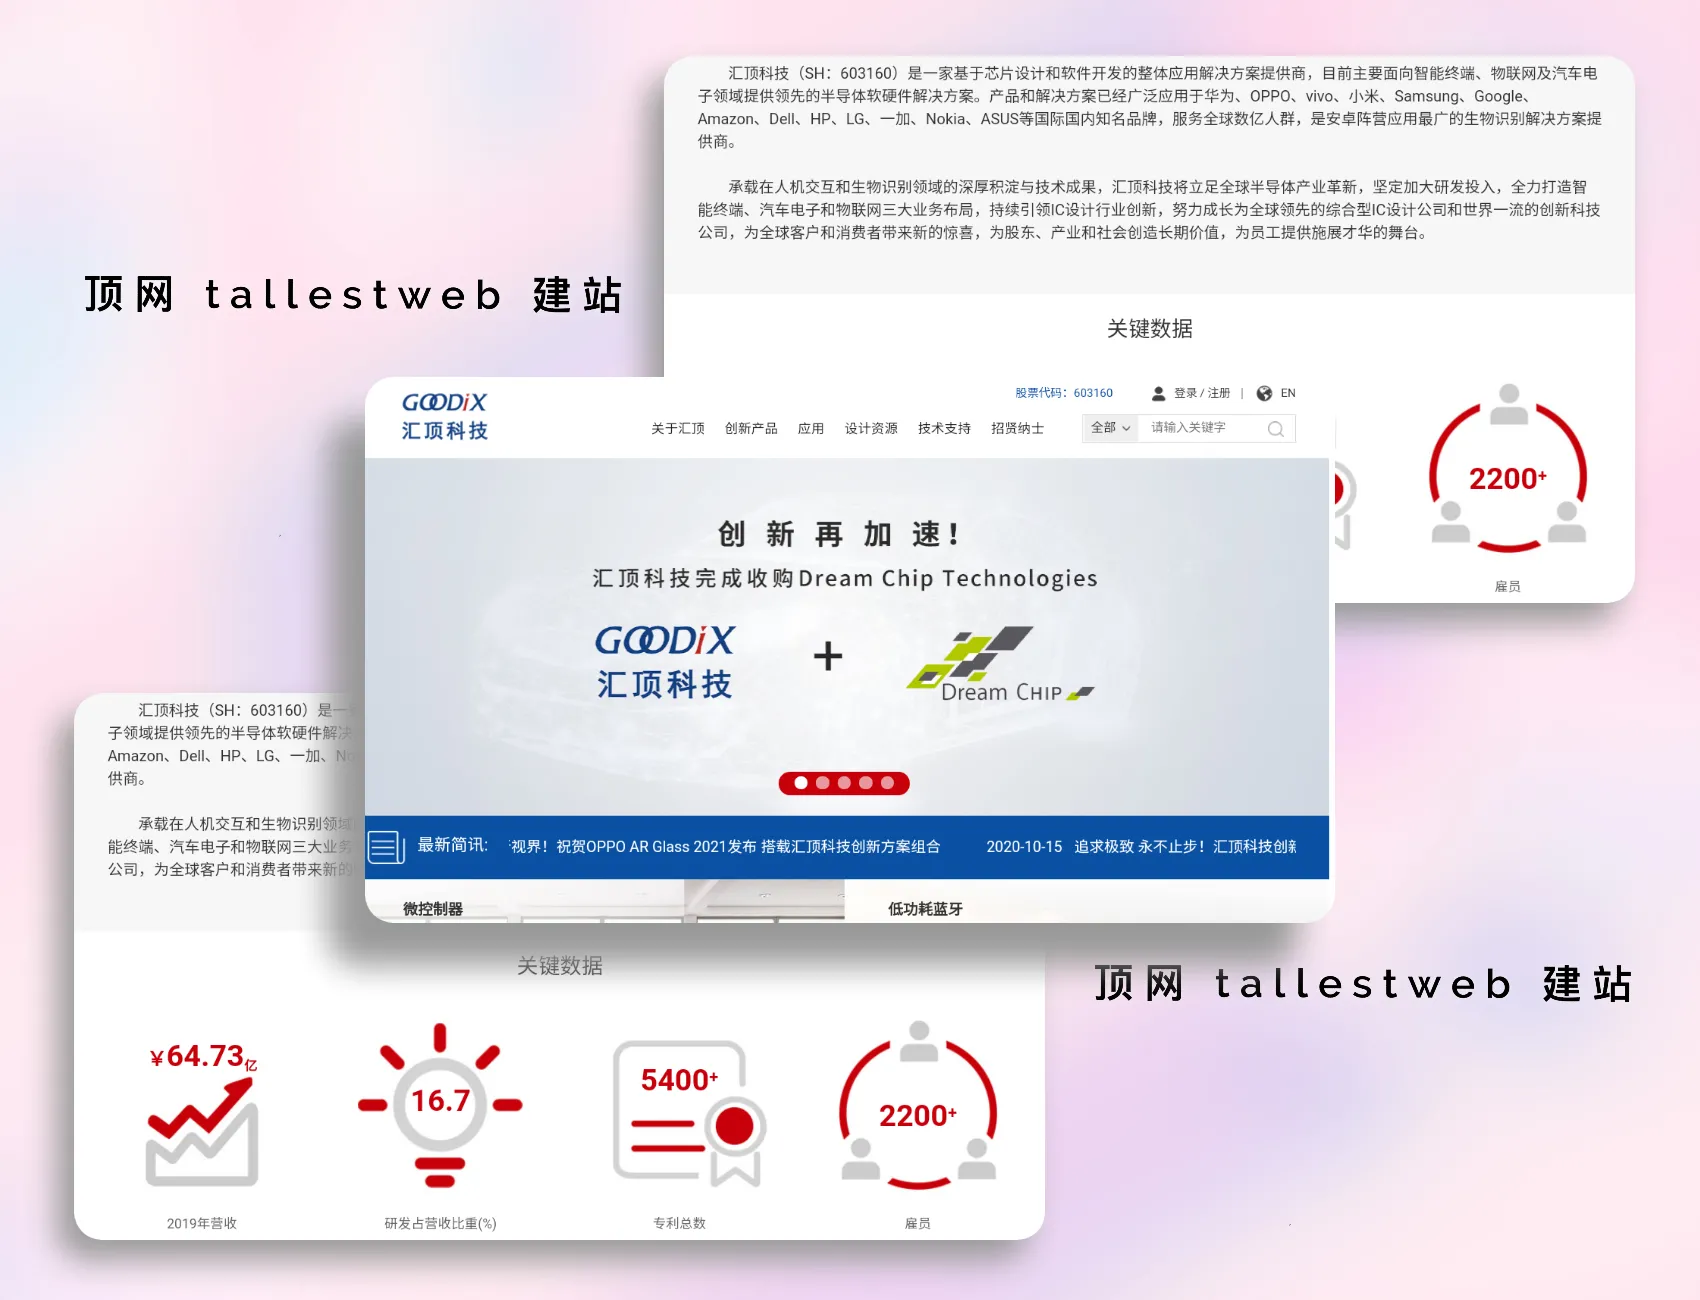 汇顶科技（SH：603160）是一家基于芯片设计和软件开发的整体应用解决方案提供商，目前主要面向智能终端、物联网及汽车电
子领域提供领先的半导体软硬件解决方案。产品和解决方案已经广泛应用于华为、OPPO、vivo、小米、Samsung、Google、
Amazon、Dell、HP、LG、一加、Nokia、ASUS等国际国内知名品牌，服务全球数亿人群，是安卓阵营应用最广的生物识别解决方案提
供商。
承载在人机交互和生物识别领域的深厚积淀与技术成果，汇顶科技将立足全球半导体产业革新，坚定加大研发投入，全力打造智
能终端、汽车电子和物联网三大业务布局，持续引领IC设计行业创新，努力成长为全球领先的综合型IC设计公司和世界一流的创新科技
公司，为全球客户和消费者带来新的惊喜，为股东、产业和社会创造长期价值，为员工提供施展才华的舞台。
关键数据
2200+
雇员
顶网 tallestweb 建站
GOODiX
汇顶科技
股票代码：603160
登录 / 注册 | EN
关于汇顶 创新产品 应用 设计资源 技术支持 招贤纳士
全部 请输入关键字
创新再加速！
汇顶科技完成收购Dream Chip Technologies
GOODiX
汇顶科技
+
Dream CHIP
最新简讯: 视界！祝贺OPPO AR Glass 2021发布 搭载汇顶科技创新方案组合 2020-10-15 追求极致 永不止步！汇顶科技创新
微控制器 低功耗蓝牙
汇顶科技（SH：603160）是一
子领域提供领先的半导体软硬件解决
Amazon、Dell、HP、LG、一加、No
供商。
承载在人机交互和生物识别领域
能终端、汽车电子和物联网三大业务
公司，为全球客户和消费者带来新的
关键数据
¥64.73亿
2019年营收
16.7
研发占营收比重(%)
5400+
专利总数
2200+
雇员
顶网 tallestweb 建站